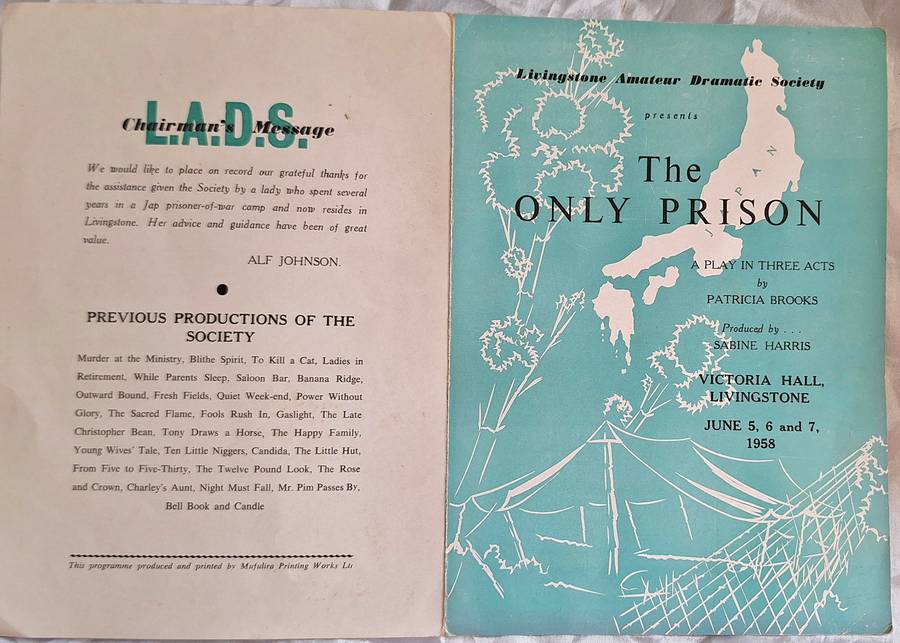 L.A.D.S.
Chairman's Message
We would like to place on record our grateful thanks for
the assistance given the Society by a lady who spent several
years in a Jap prisoner-of-war camp and now resides in
Livingstone. Her advice and guidance have been of great
value.
ALF JOHNSON.
PREVIOUS PRODUCTIONS OF THE
SOCIETY
Murder at the Ministry, Blithe Spirit, To Kill a Cat, Ladies in
Retirement, While Parents Sleep, Saloon Bar, Banana Ridge,
Outward Bound, Fresh Fields, Quiet Week-end, Power Without
Glory, The Sacred Flame, Fools Rush In, Gaslight, The Late
Christopher Bean, Tony Draws a Horse, The Happy Family,
Young Wives' Tale, Ten Little Niggers, Candida, The Little Hut,
From Five to Five-Thirty, The Twelve Pound Look, The Rose
and Crown, Charley's Aunt, Night Must Fall, Mr. Pim Passes By,
Bell Book and Candle
This programme produced and printed by Mufulira Printing Works Lt
Livingstone Amateur Dramatic Society
presents
The
ONLY PRISON
JAPAN
A PLAY IN THREE ACTS
by
PATRICIA BROOKS
Produced by . . .
SABINE HARRIS
VICTORIA HALL,
LIVINGSTONE
JUNE 5, 6 and 7,
1958